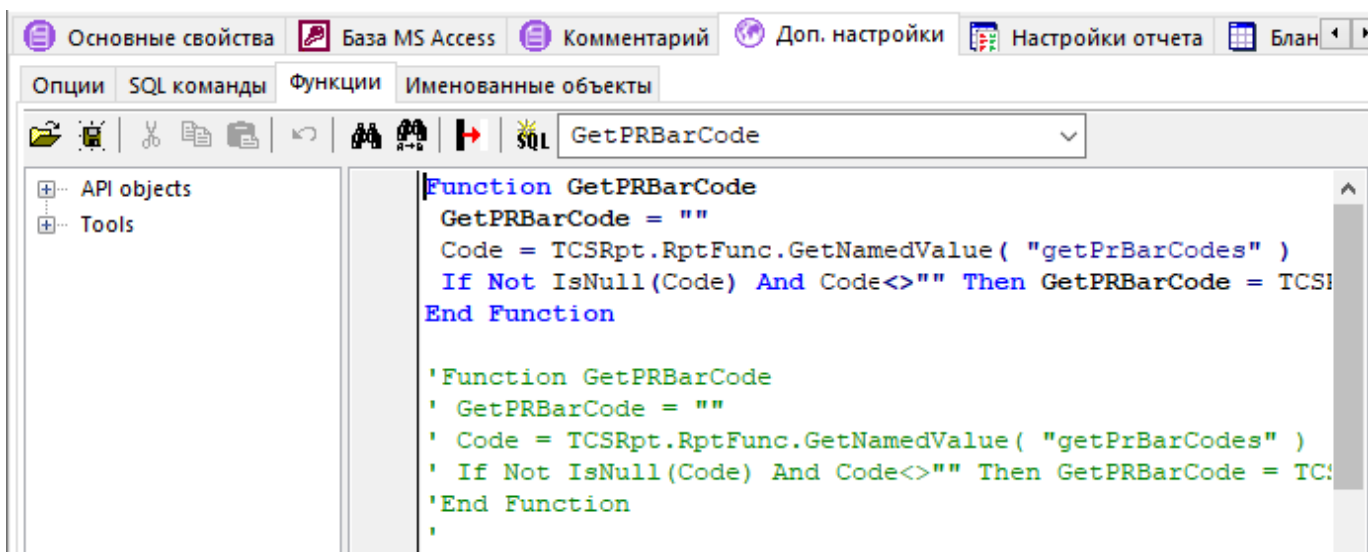 Основные свойства База MS Access Комментарий Доп. настройки Настройки отчета Блан
Опции SQL команды Функции Именованные объекты
SQL GetPRBarCode
API objects
Tools
Function GetPRBarCode
GetPRBarCode = ""
Code = TCSRpt.RptFunc.GetNamedValue( "getPrBarCodes" )
If Not IsNull(Code) And Code<>"" Then GetPRBarCode = TCSR
End Function
'Function GetPRBarCode
' GetPRBarCode = ""
' Code = TCSRpt.RptFunc.GetNamedValue( "getPrBarCodes" )
' If Not IsNull(Code) And Code<>"" Then GetPRBarCode = TCS
'End Function
'